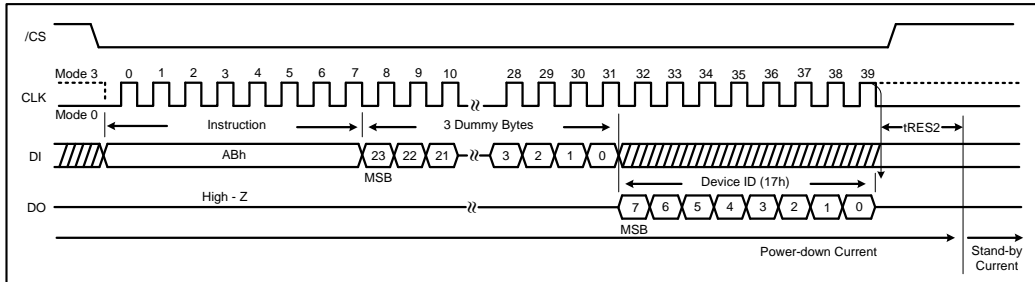 /CS
Mode 3 0 1 2 3 4 5 6 7 8 9 10 28 29 30 31 32 33 34 35 36 37 38 39
CLK
Mode 0
Instruction 3 Dummy Bytes tRES2
DI ABh 23 22 21 3 2 1 0
MSB Device ID (17h)
High - Z
DO 7 6 5 4 3 2 1 0
MSB
Power-down Current Stand-by
Current